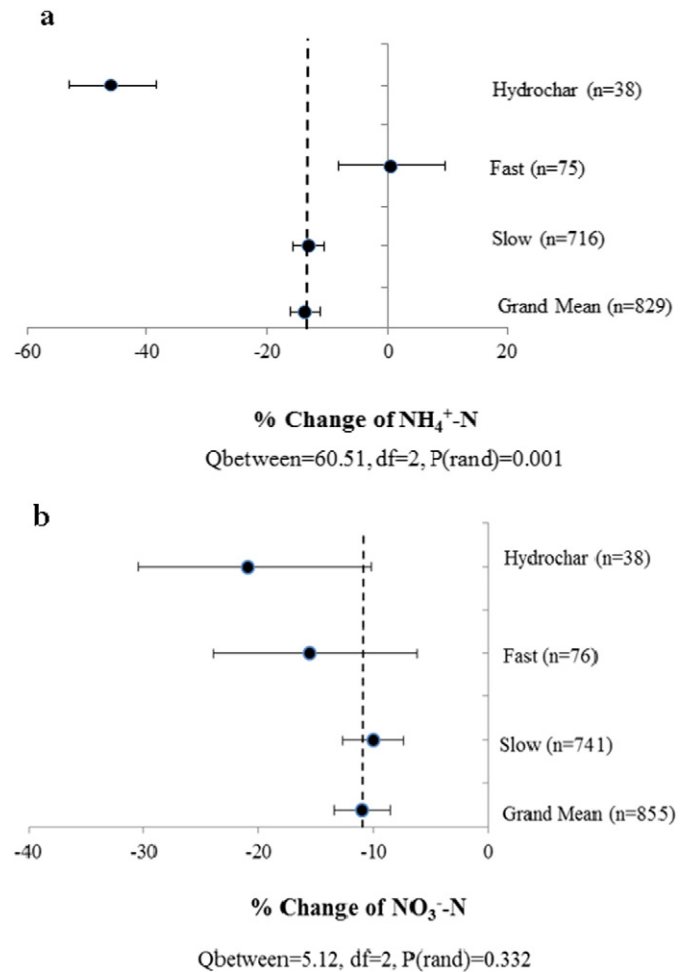 a
Hydrochar (n=38)
Fast (n=75)
Slow (n=716)
Grand Mean (n=829)
-60 -40 -20 0 20
% Change of NH₄⁺-N
Qbetween=60.51, df=2, P(rand)=0.001
b
Hydrochar (n=38)
Fast (n=76)
Slow (n=741)
Grand Mean (n=855)
-40 -30 -20 -10 0
% Change of NO₃⁻-N
Qbetween=5.12, df=2, P(rand)=0.332